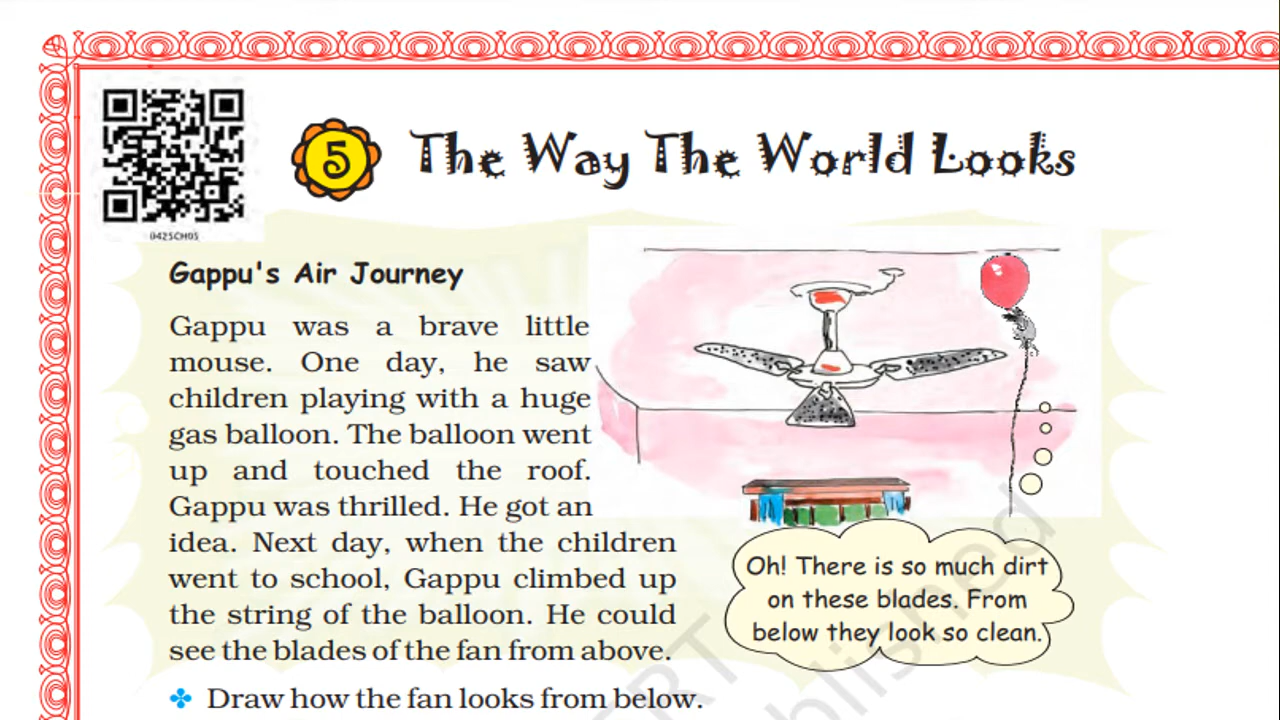 5 The Way The World Looks
0425CH05
Gappu's Air Journey
Gappu was a brave little
mouse. One day, he saw
children playing with a huge
gas balloon. The balloon went
up and touched the roof.
Gappu was thrilled. He got an
idea. Next day, when the children
went to school, Gappu climbed up
the string of the balloon. He could
see the blades of the fan from above.
Oh! There is so much dirt
on these blades. From
below they look so clean.
❖ Draw how the fan looks from below.